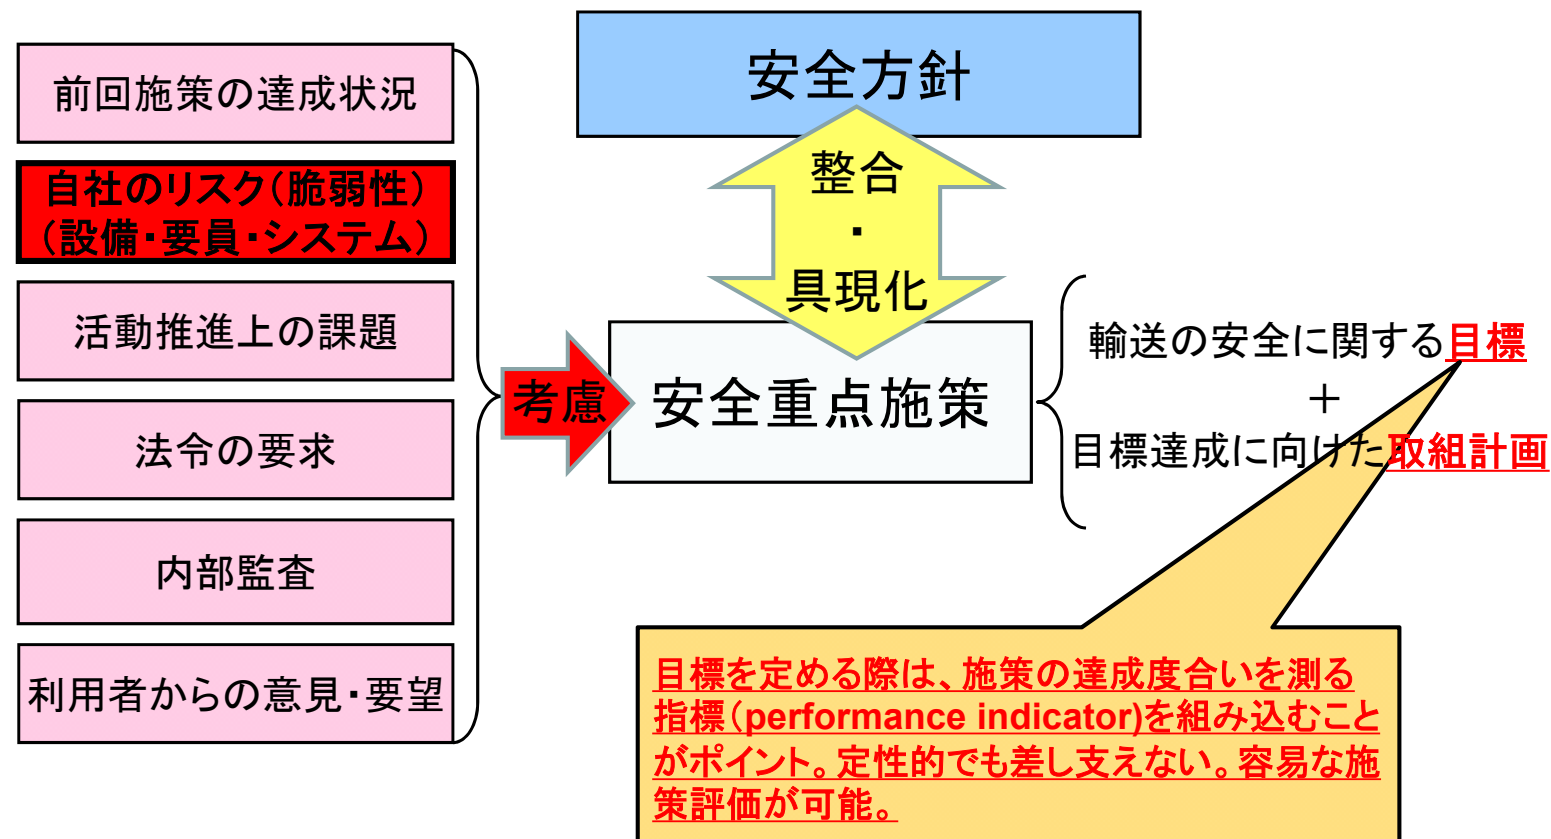 安全方針
整合
・
具現化
前回施策の達成状況
自社のリスク(脆弱性)
(設備・要員・システム)
活動推進上の課題
法令の要求
内部監査
利用者からの意見・要望
考慮
安全重点施策
輸送の安全に関する目標
＋
目標達成に向けた取組計画
目標を定める際は、施策の達成度合いを測る
指標(performance indicator)を組み込むこと
がポイント。定性的でも差し支えない。容易な施
策評価が可能。